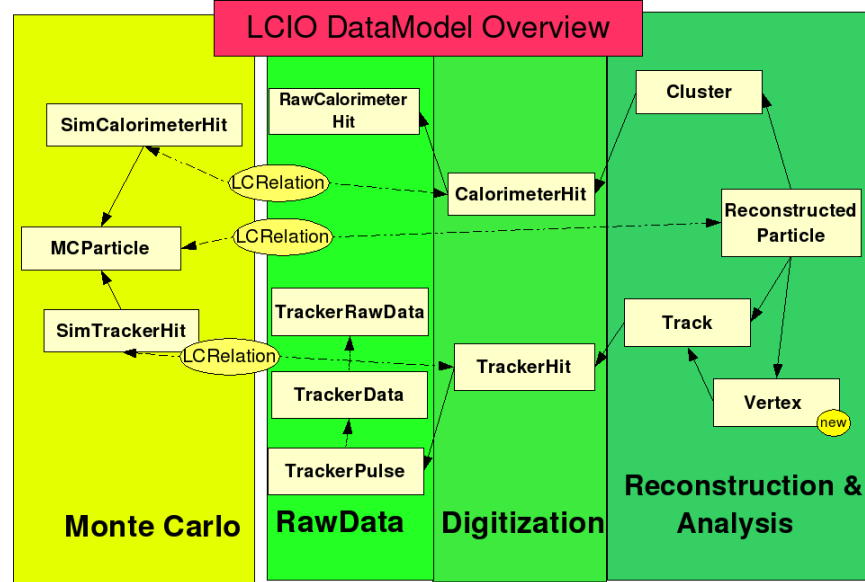 LCIO DataModel Overview
SimCalorimeterHit
LCRelation
MCParticle
LCRelation
SimTrackerHit
LCRelation
Monte Carlo
RawCalorimeter
Hit
TrackerRawData
TrackerData
TrackerPulse
RawData
CalorimeterHit
TrackerHit
Digitization
Cluster
Reconstructed
Particle
Track
Vertex
new
Reconstruction &
Analysis